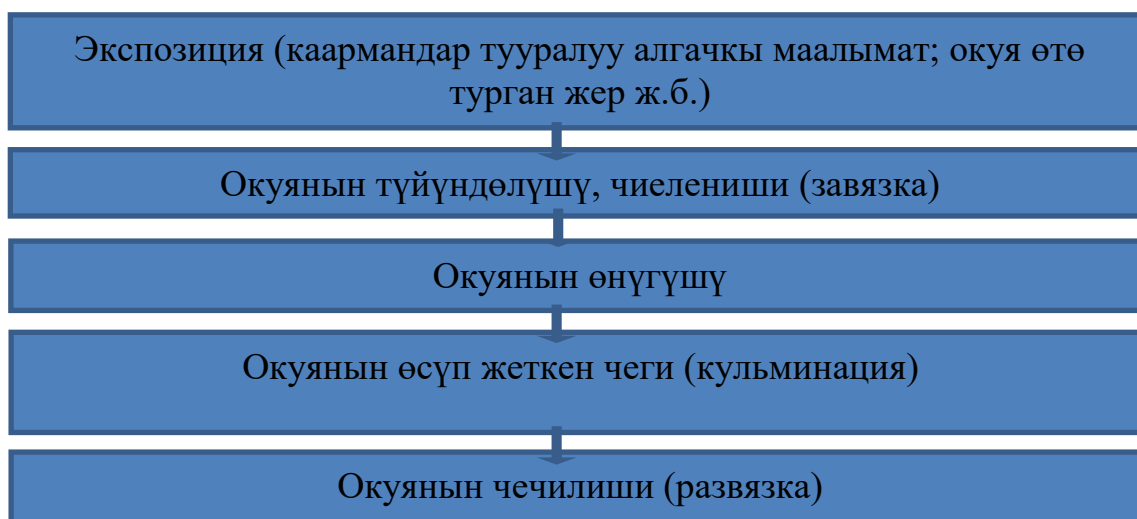 Экспозиция (каармандар тууралуу алгачкы маалымат; окуя өтө
турган жер ж.б.)
Окуянын түйүндөлүшү, чиелениши (завязка)
Окуянын өнүгүшү
Окуянын өсүп жеткен чеги (кульминация)
Окуянын чечилиши (развязка)